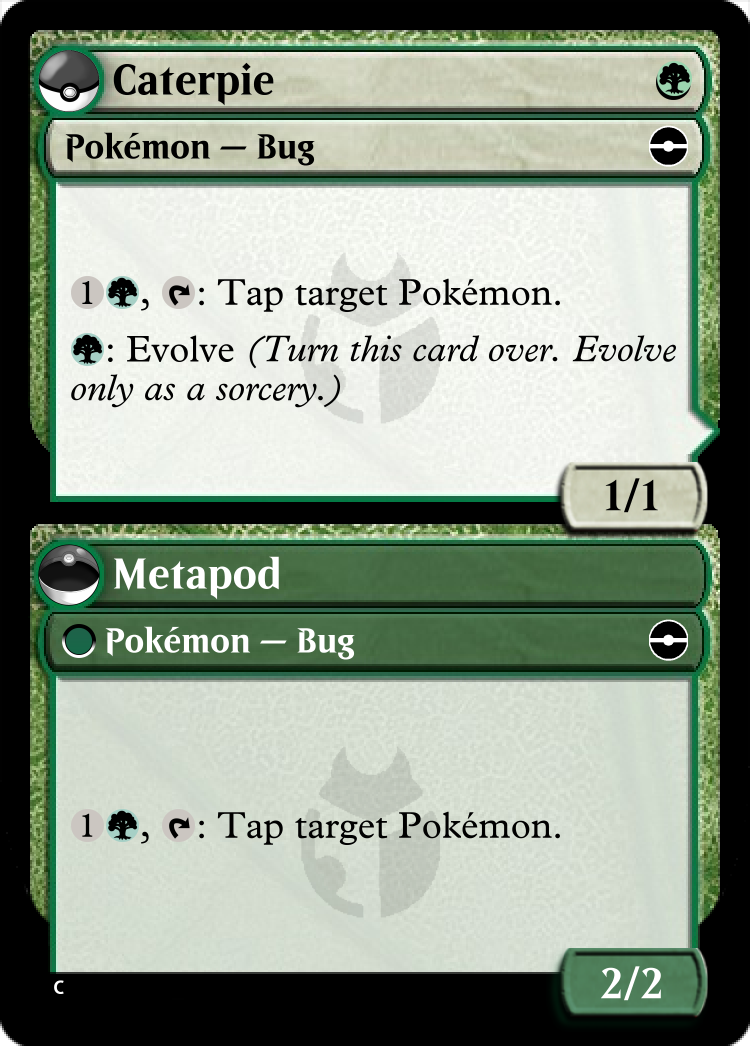 Caterpie
Pokémon — Bug
1, : Tap target Pokémon.
: Evolve (Turn this card over. Evolve
only as a sorcery.)
1/1
Metapod
Pokémon — Bug
1, : Tap target Pokémon.
C
2/2